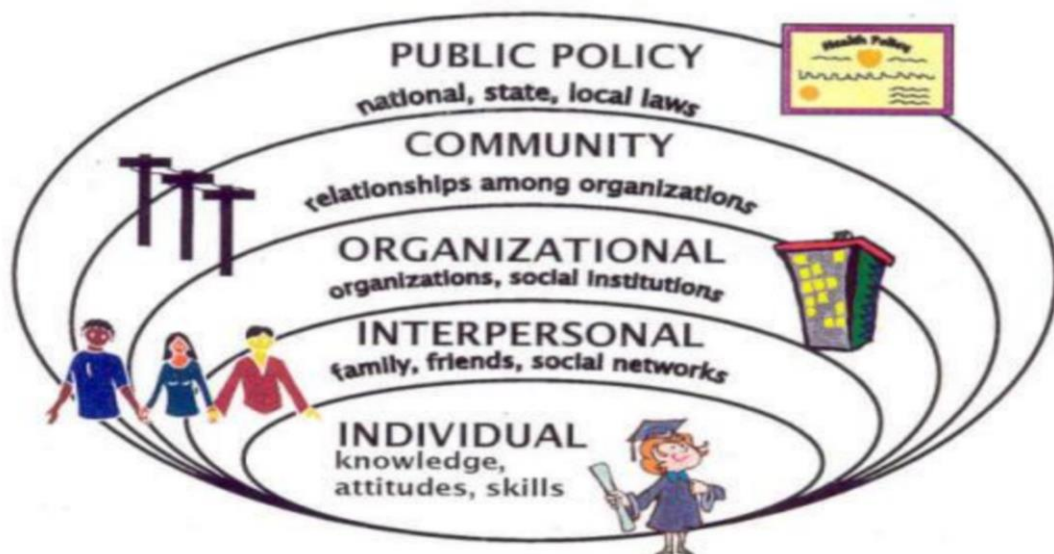 Health Policy
PUBLIC POLICY
national, state, local laws
COMMUNITY
relationships among organizations
ORGANIZATIONAL
organizations, social institutions
INTERPERSONAL
family, friends, social networks
INDIVIDUAL
knowledge,
attitudes, skills